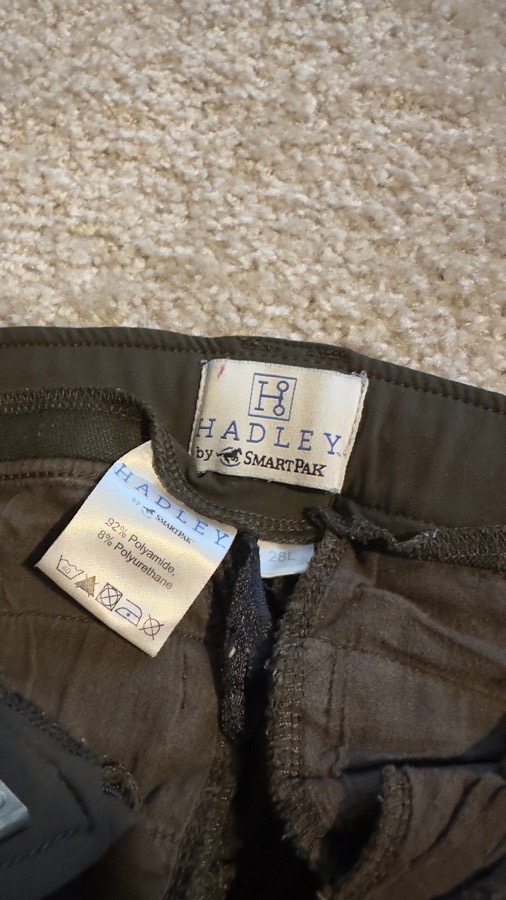 HADLEY
by SMARTPAK
HADLEY
by SMARTPAK
92% Polyamide,
8% Polyurethane
28L